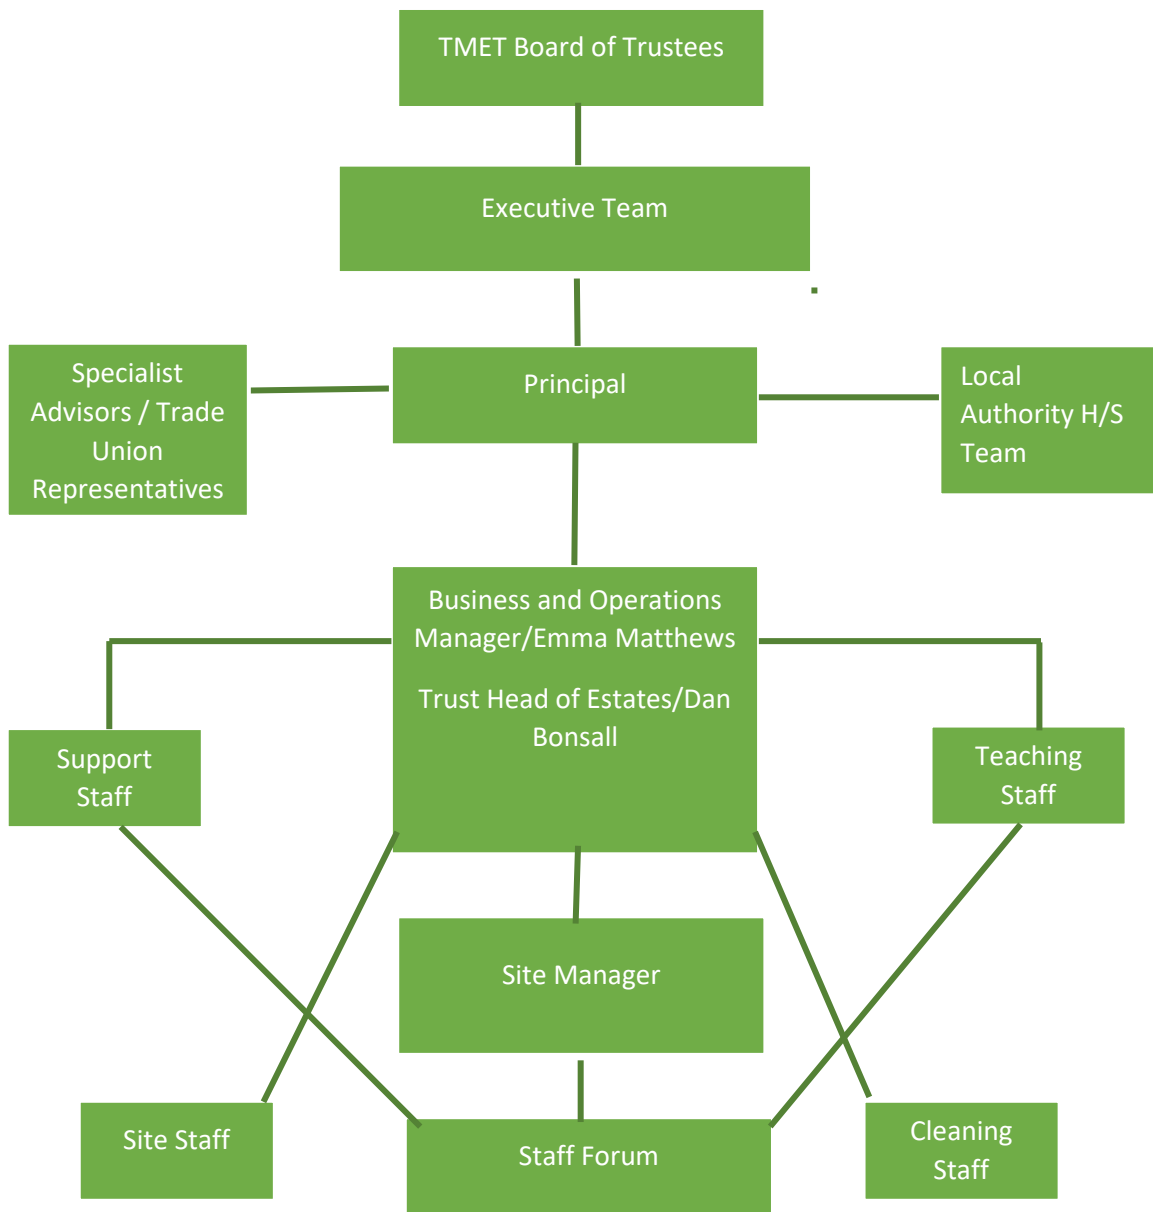 TMET Board of Trustees
Executive Team
Specialist
Advisors / Trade
Union
Representatives
Principal
Local
Authority H/S
Team
Business and Operations
Manager/Emma Matthews
Trust Head of Estates/Dan
Bonsall
Support
Staff
Teaching
Staff
Site Manager
Site Staff
Staff Forum
Cleaning
Staff